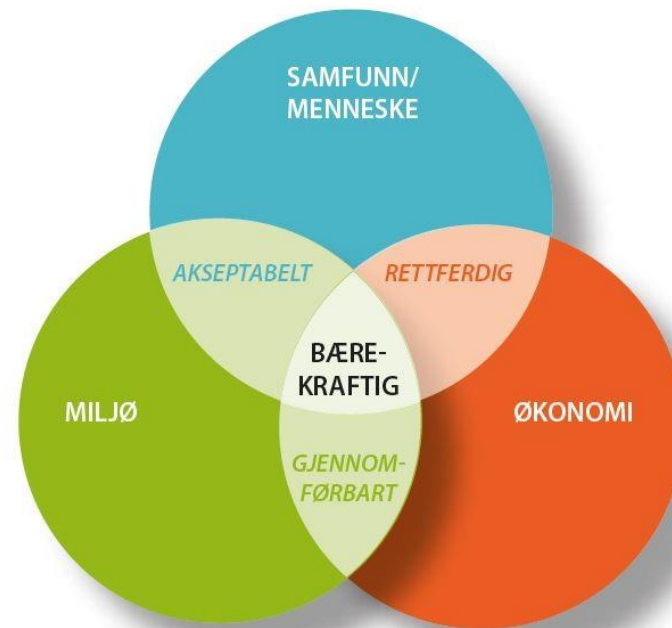 SAMFUNN/
MENNESKE
AKSEPTABELT
RETTFERDIG
BÆRE-
KRAFTIG
MILJØ
ØKONOMI
GJENNOM-
FØRBART